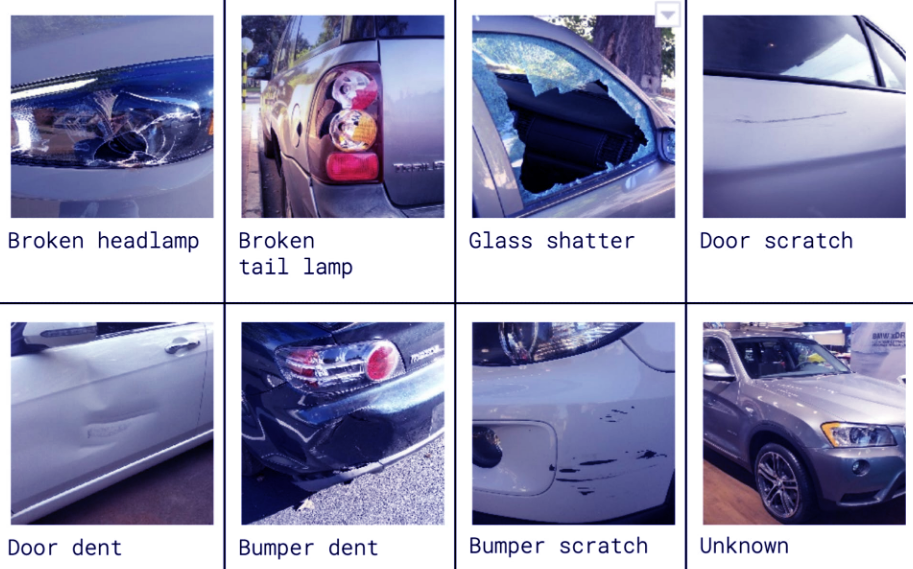 Broken headlamp
Broken
tail lamp
Glass shatter
Door scratch
Door dent
Bumper dent
Bumper scratch
Unknown